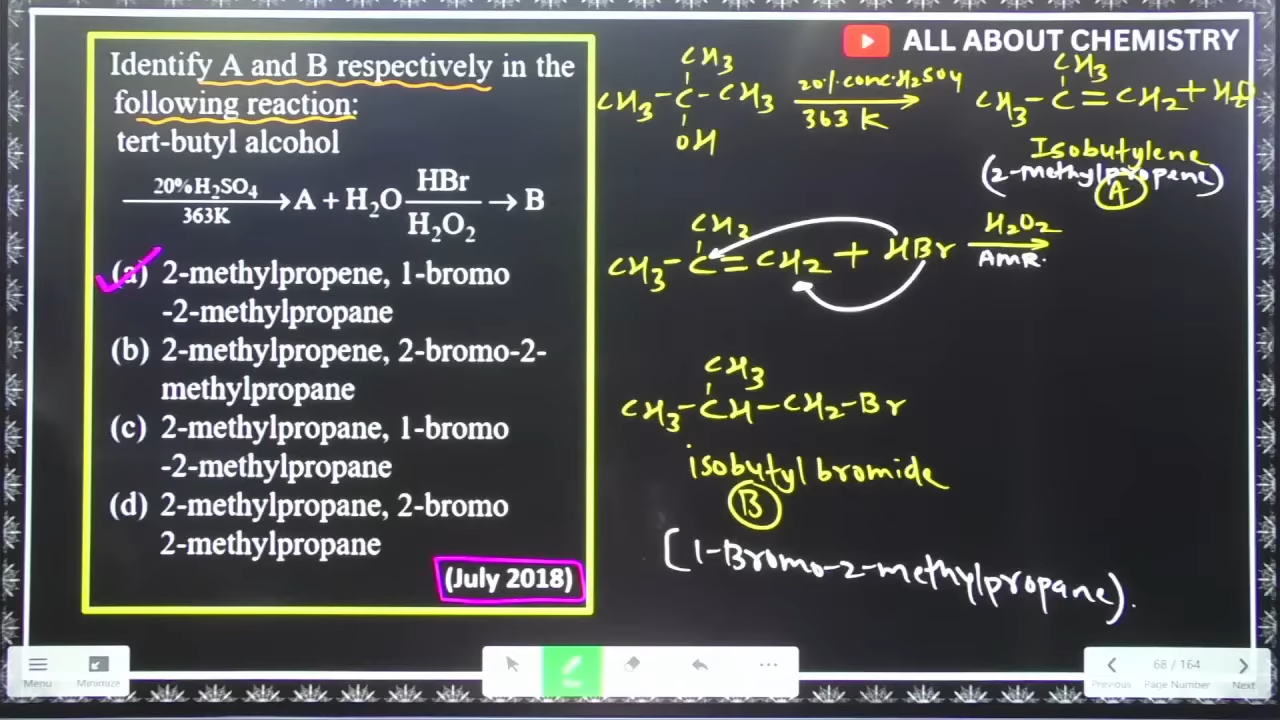 ALL ABOUT CHEMISTRY
Identify A and B respectively in the
following reaction:
tert-butyl alcohol
20%H₂SO₄
363K
A + H₂O
HBr
H₂O₂
B
(a) 2-methylpropene, 1-bromo
-2-methylpropane
(b) 2-methylpropene, 2-bromo-2-
methylpropane
(c) 2-methylpropane, 1-bromo
-2-methylpropane
(d) 2-methylpropane, 2-bromo
2-methylpropane
(July 2018)
CH3
CH3-C-CH3
OH
20% conc. H2SO4
363 K
CH3
CH3-C=CH2+H2O
Isobutylene
(2-methylpropene)
A
CH3
CH3-C=CH2 + HBr
H2O2
AMR.
CH3
CH3-CH-CH2-Br
isobutyl bromide
B
[1-Bromo-2-methylpropane).
Menu
Minimize
68 / 164
Previous
Page Number
Next